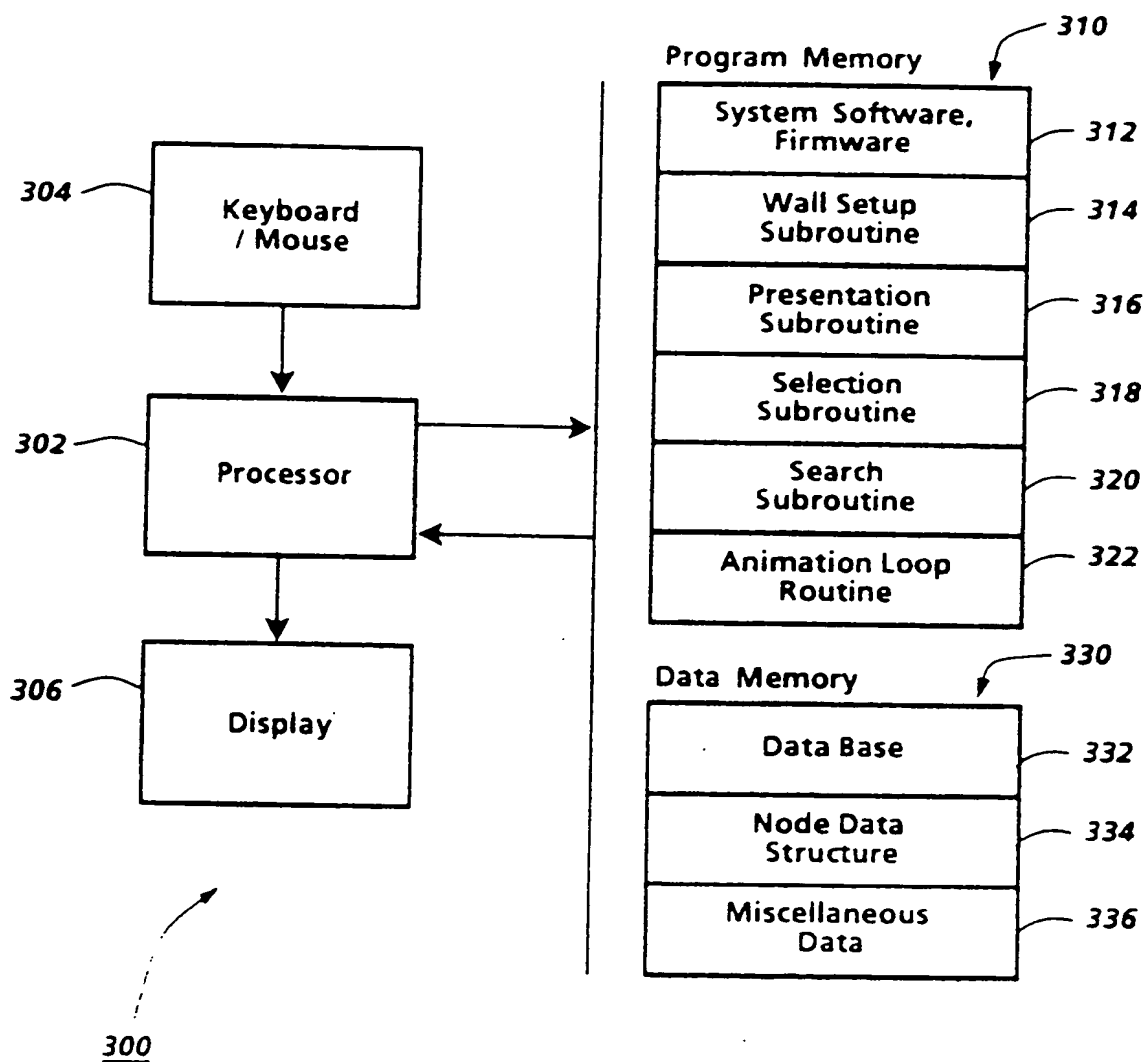 310
Program Memory
System Software,
Firmware
312
304
Keyboard
/ Mouse
Wall Setup
Subroutine
314
Presentation
Subroutine
316
302
Processor
Selection
Subroutine
318
Search
Subroutine
320
Animation Loop
Routine
322
306
Display
330
Data Memory
Data Base
332
Node Data
Structure
334
Miscellaneous
Data
336
300